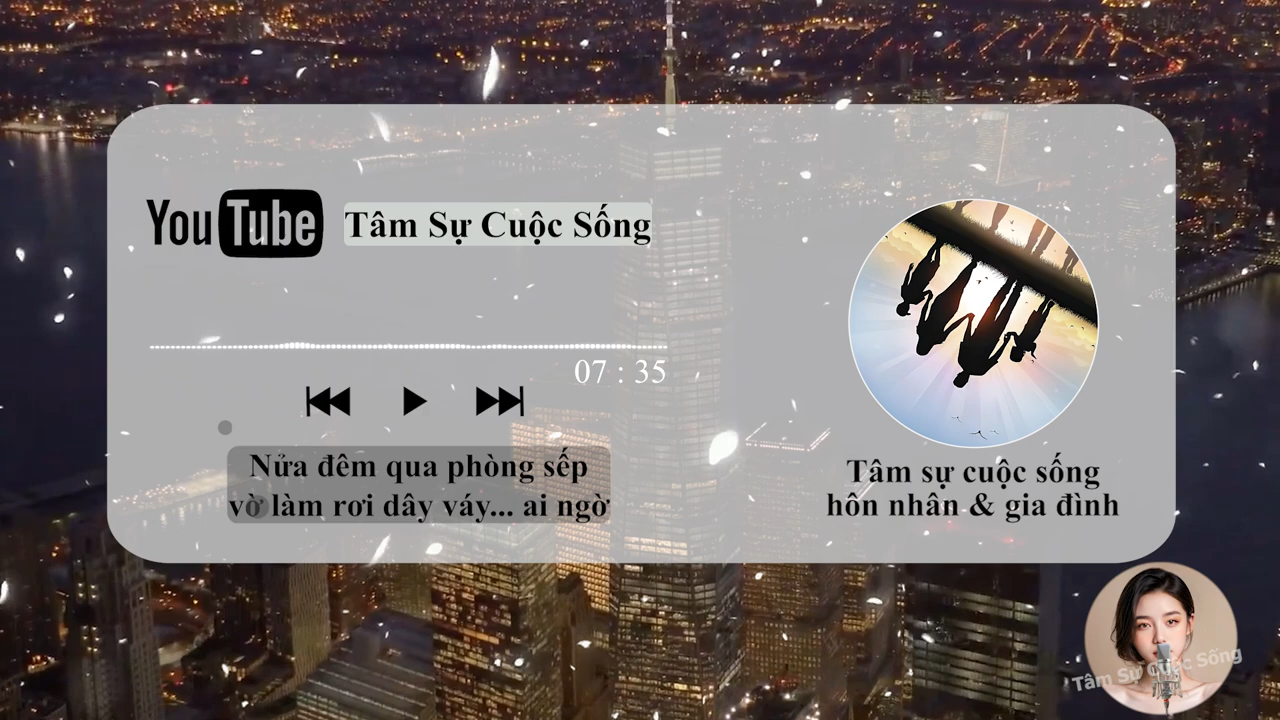 YouTube Tâm Sự Cuộc Sống
07 : 35
Nửa đêm qua phòng sếp
vờ làm rơi dây váy... ai ngờ
Tâm sự cuộc sống
hôn nhân & gia đình
Tâm Sự Cuộc Sống